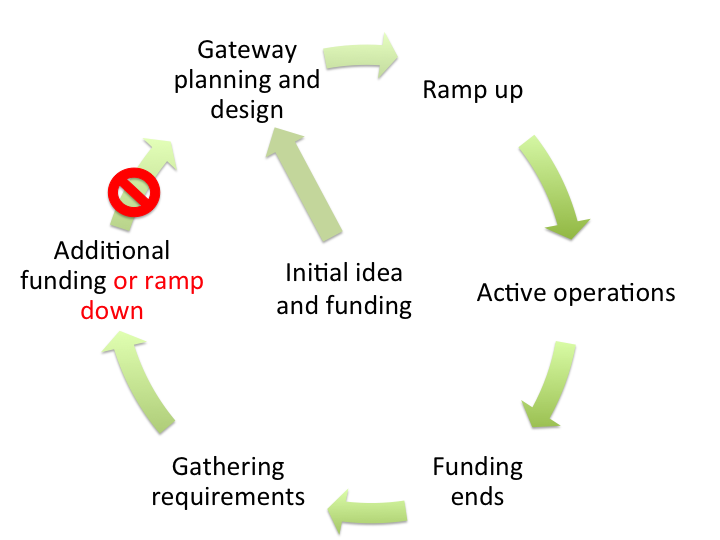 Gateway
planning and
design
Ramp up
Active operations
Funding
ends
Gathering
requirements
Additional
funding or ramp
down
Initial idea
and funding